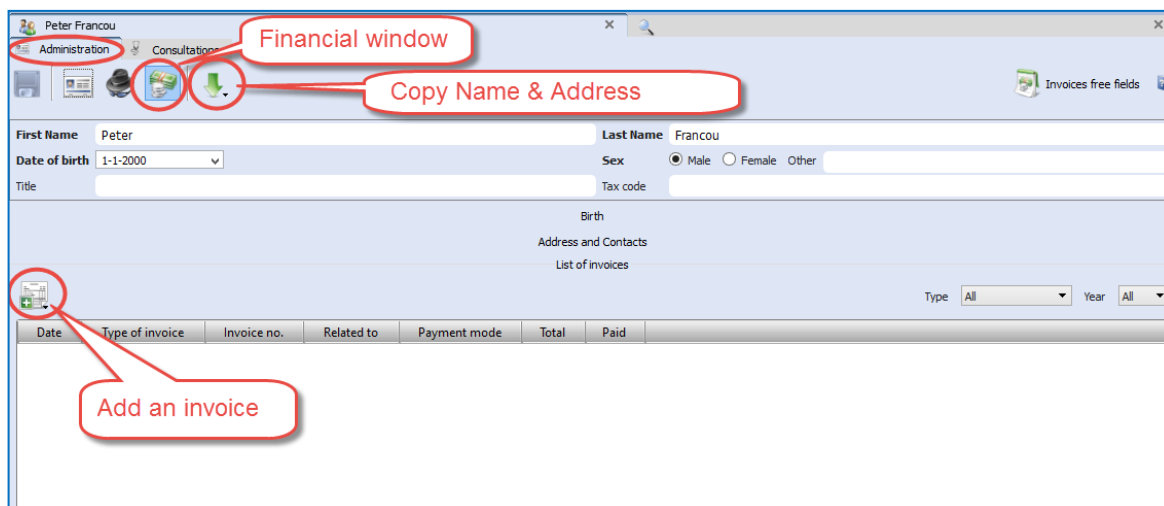 Peter Francou
Administration Consultations
Financial window
Copy Name & Address
Invoices free fields
First Name Peter Last Name Francou
Date of birth 1-1-2000 Sex Male Female Other
Title Tax code
Birth
Address and Contacts
List of invoices
Type All Year All
Date Type of invoice Invoice no. Related to Payment mode Total Paid
Add an invoice